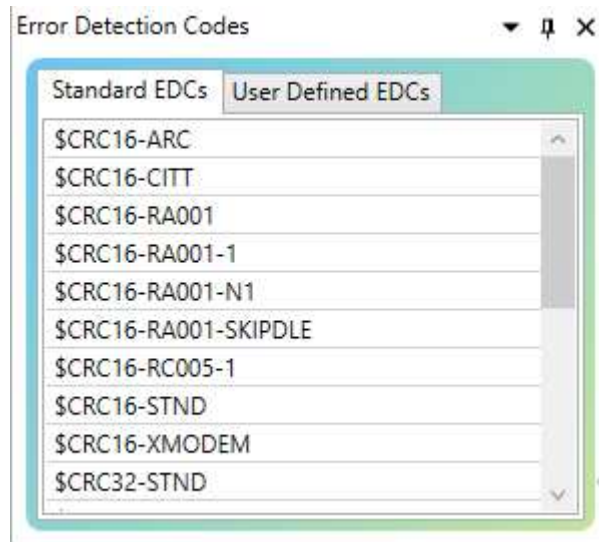 Error Detection Codes
Standard EDCs User Defined EDCs
$CRC16-ARC
$CRC16-CITT
$CRC16-RA001
$CRC16-RA001-1
$CRC16-RA001-N1
$CRC16-RA001-SKIPDLE
$CRC16-RC005-1
$CRC16-STND
$CRC16-XMODEM
$CRC32-STND